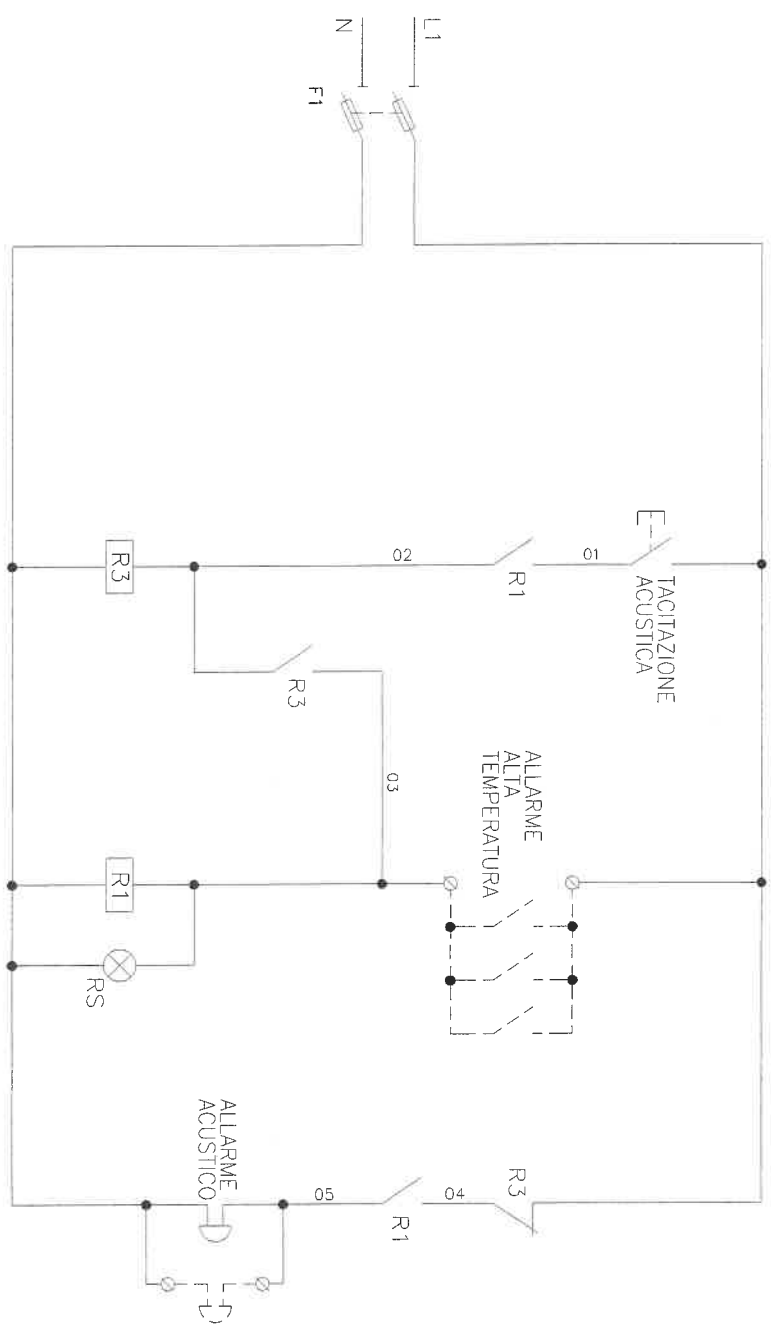 L1
N
F1
TACITAZIONE
ACUSTICA
01
R1
02
R3
R3
03
ALLARME
ALTA
TEMPERATURA
R1
RS
R3
04
R1
05
ALLARME
ACUSTICO